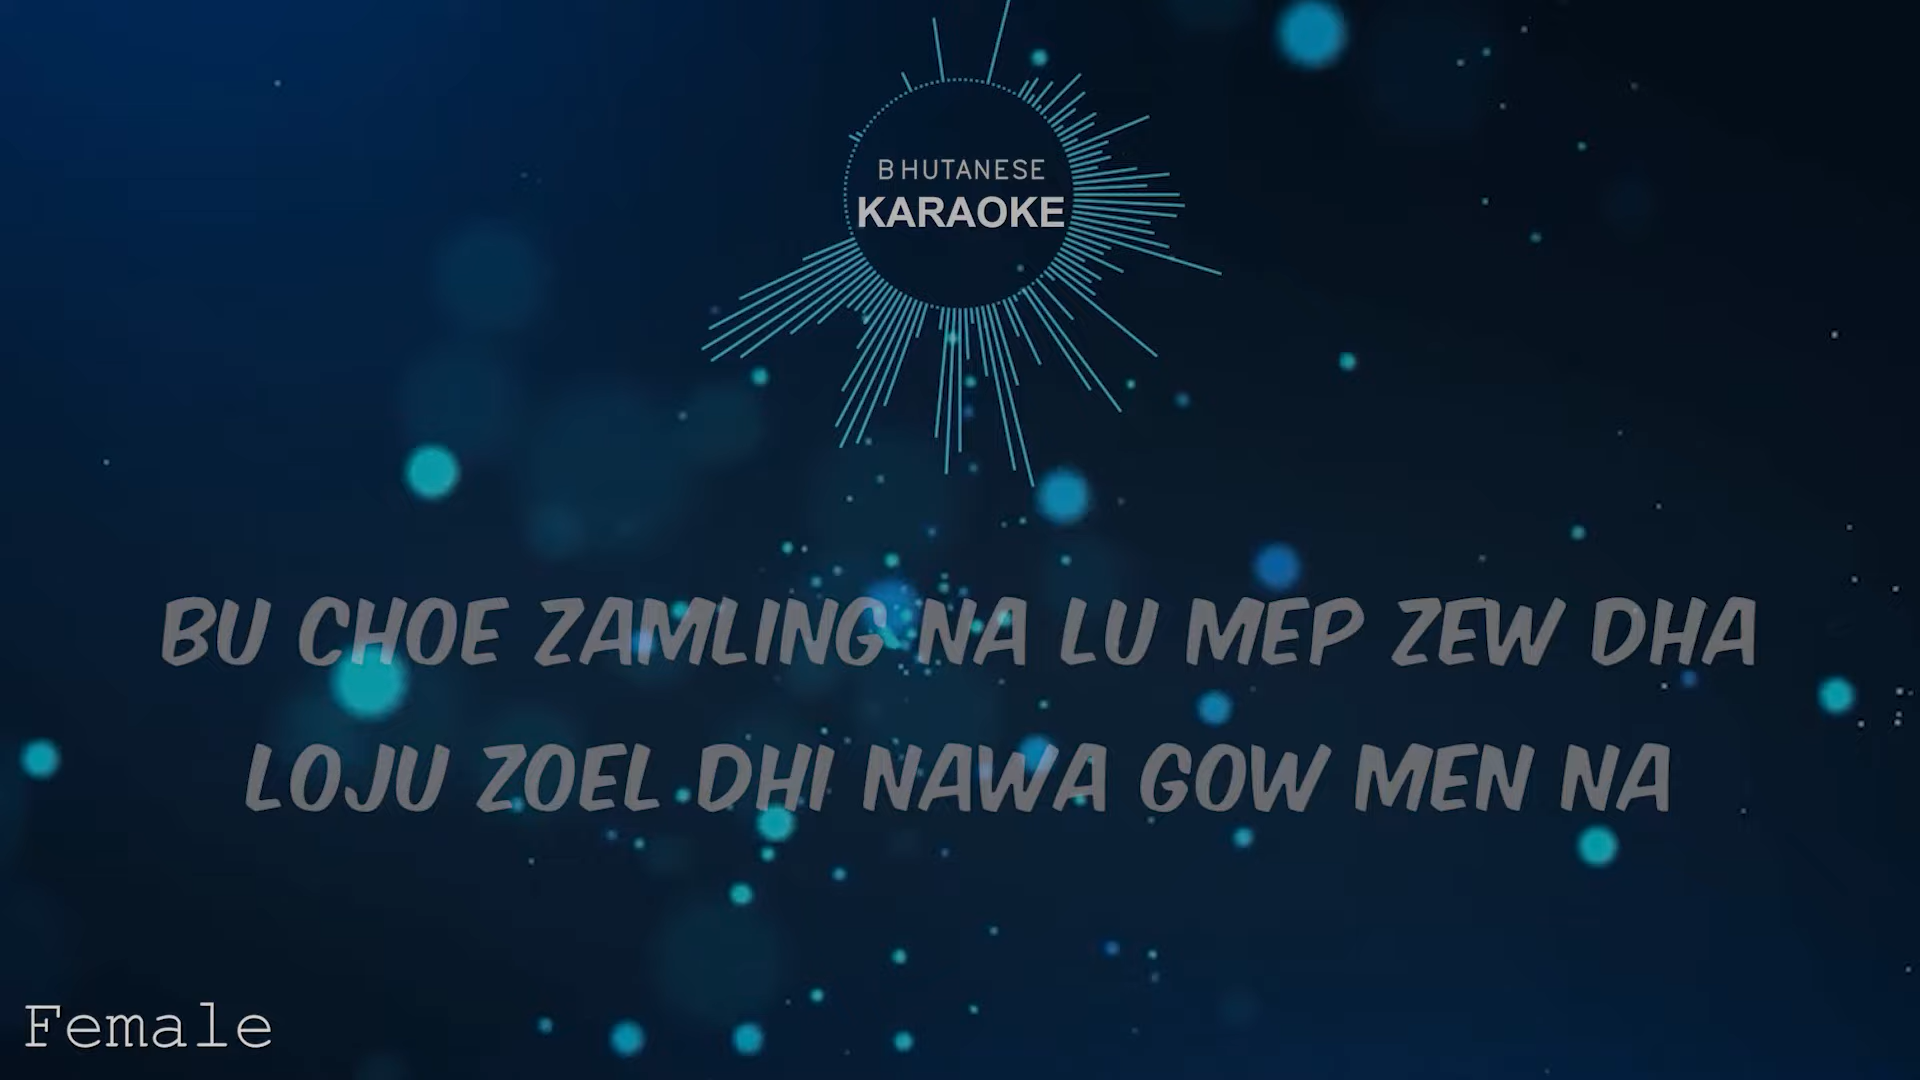 BHUTANESE
KARAOKE
BU CHOE ZAMLING NA LU MEP ZEW DHA
LOJU ZOEL DHI NAWA GOW MEN NA
Female